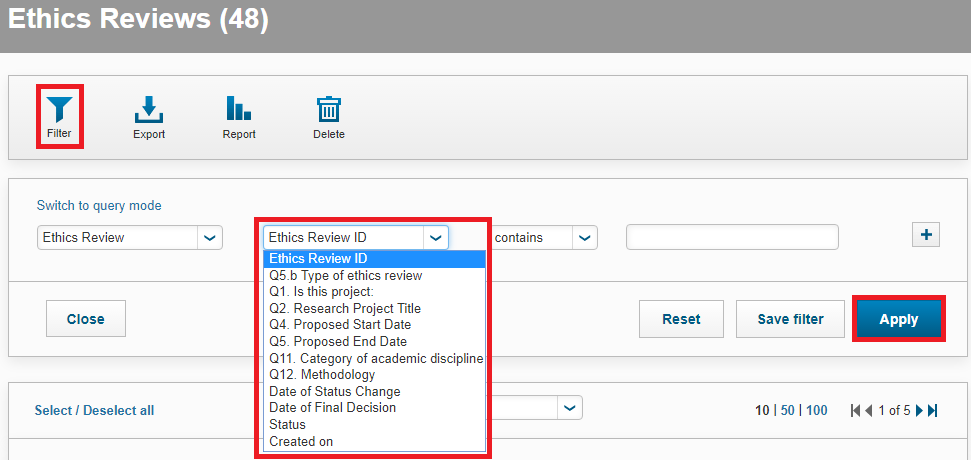 Ethics Reviews (48)
Filter
Export
Report
Delete
Switch to query mode
Ethics Review
Ethics Review ID
contains
Ethics Review ID
Q5.b Type of ethics review
Q1. Is this project:
Q2. Research Project Title
Q4. Proposed Start Date
Q5. Proposed End Date
Q11. Category of academic discipline
Q12. Methodology
Date of Status Change
Date of Final Decision
Status
Created on
Close
Reset
Save filter
Apply
Select / Deselect all
10 | 50 | 100
1 of 5